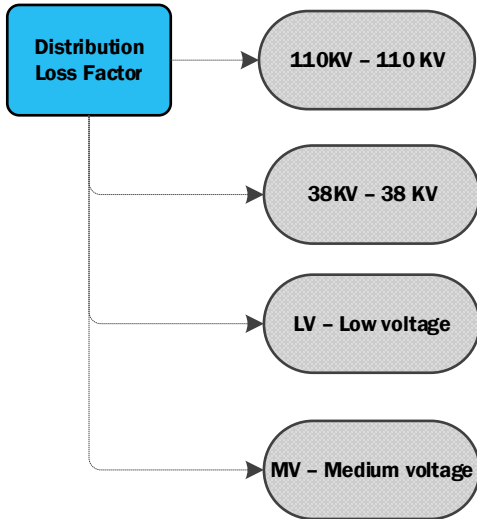 Distribution
Loss Factor
110KV – 110 KV
38KV – 38 KV
LV – Low voltage
MV – Medium voltage